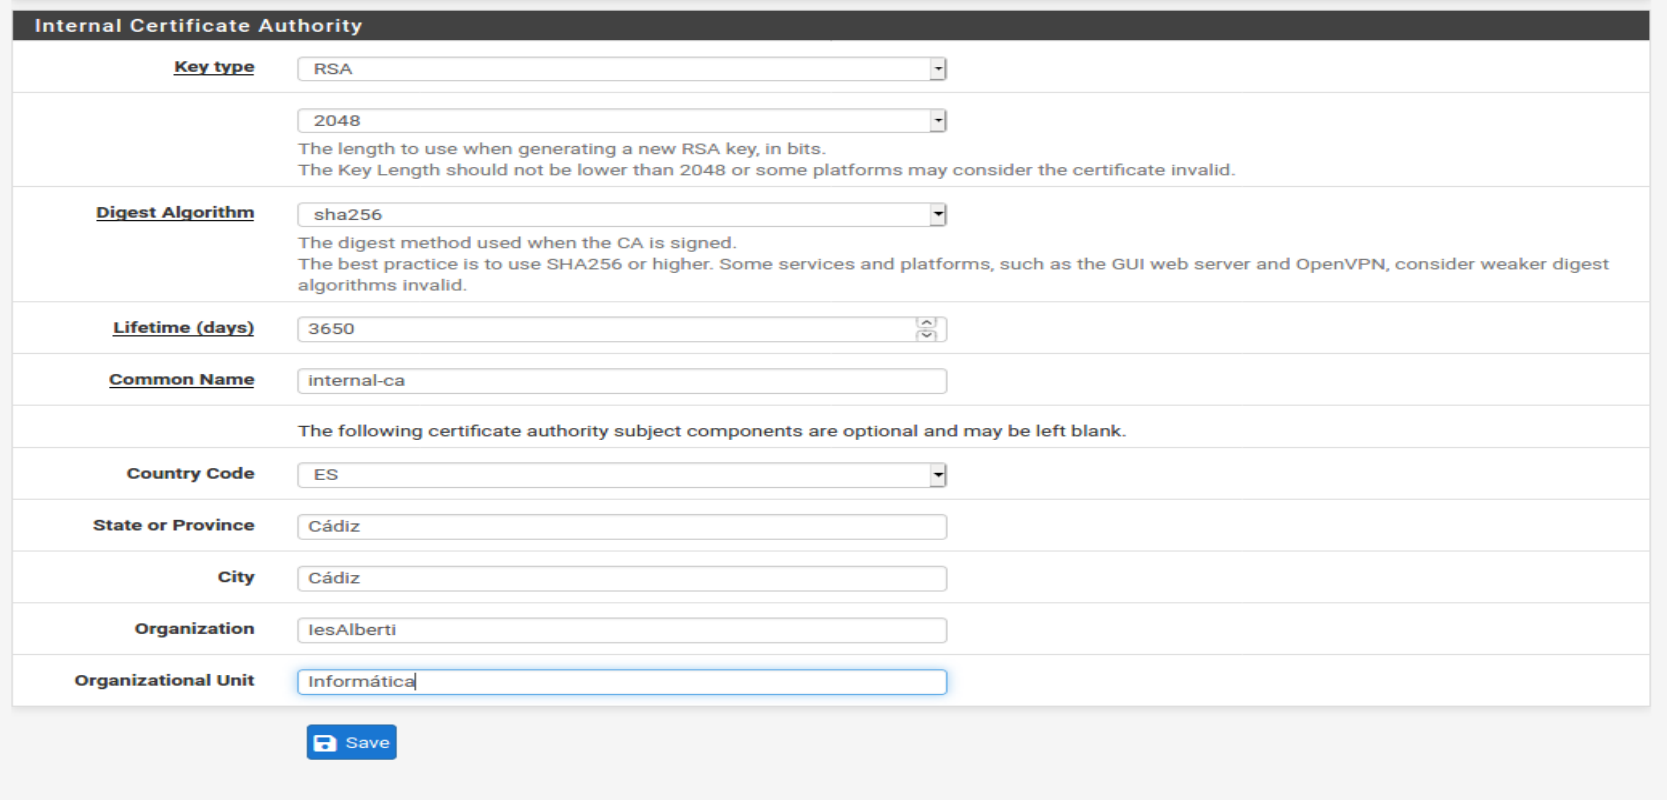 Internal Certificate Authority
Key type
RSA
2048
The length to use when generating a new RSA key, in bits.
The Key Length should not be lower than 2048 or some platforms may consider the certificate invalid.
Digest Algorithm
sha256
The digest method used when the CA is signed.
The best practice is to use SHA256 or higher. Some services and platforms, such as the GUI web server and OpenVPN, consider weaker digest
algorithms invalid.
Lifetime (days)
3650
Common Name
internal-ca
The following certificate authority subject components are optional and may be left blank.
Country Code
ES
State or Province
Cádiz
City
Cádiz
Organization
IesAlberti
Organizational Unit
Informática
Save